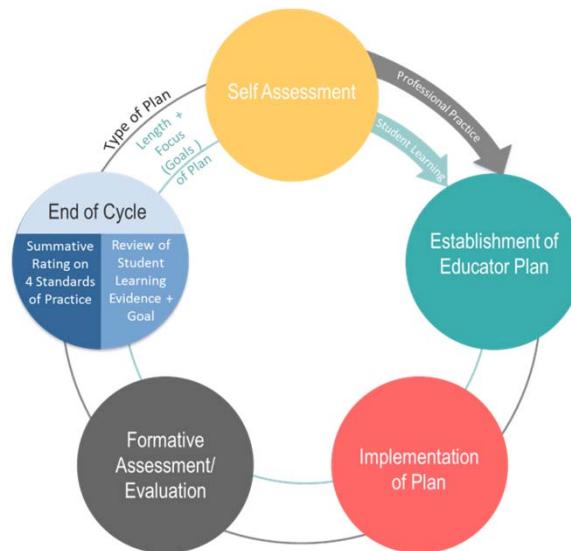 Self Assessment
Professional Practice
Student Learning
Establishment of
Educator Plan
Implementation
of Plan
Formative
Assessment/
Evaluation
End of Cycle
Summative
Rating on
4 Standards
of Practice
Review of
Student
Learning
Evidence +
Goal
Type of Plan
Length +
Focus
(Goals )
of Plan